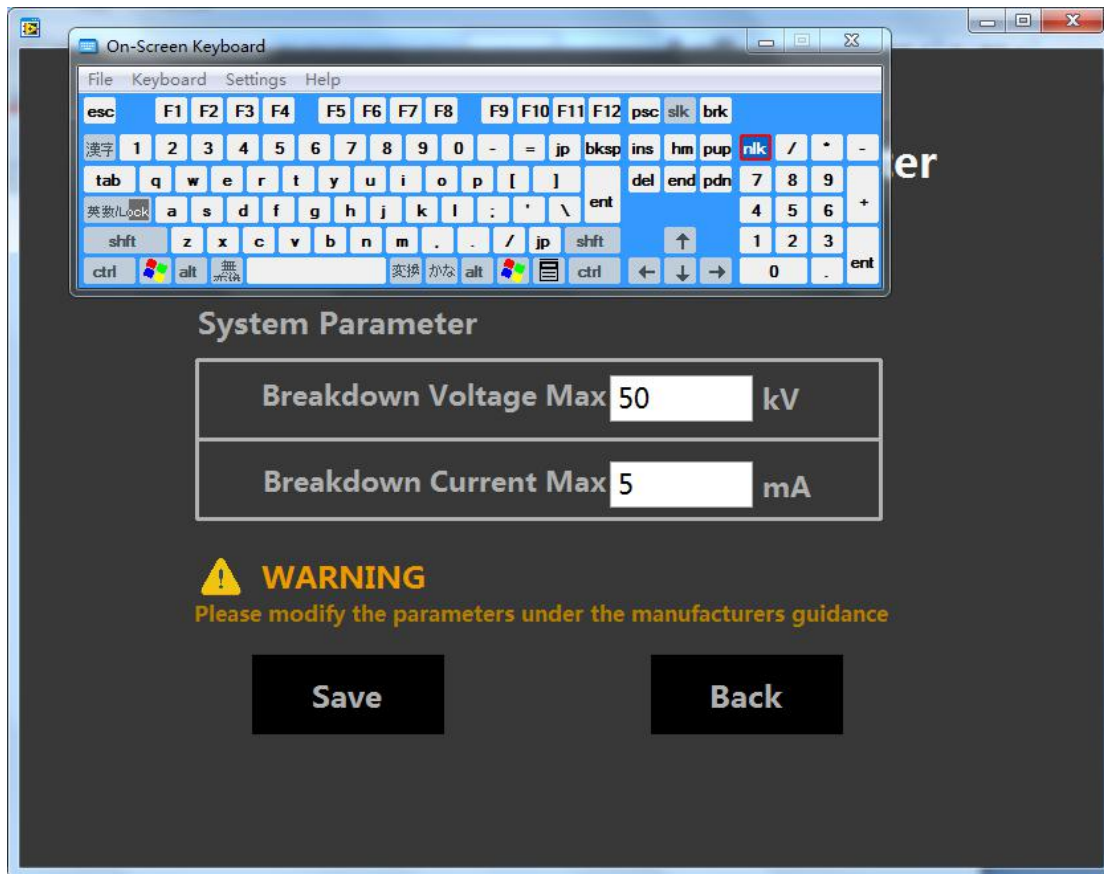 On-Screen Keyboard
File Keyboard Settings Help
esc F1 F2 F3 F4 F5 F6 F7 F8 F9 F10 F11 F12 psc slk brk
漢字 1 2 3 4 5 6 7 8 9 0 - = jp bksp ins hm pup nlk / * -
tab q w e r t y u i o p [ ] ent del end pdn 7 8 9 +
英数/Lock a s d f g h j k l ; ' \ 4 5 6
shft z x c v b n m , . / jp shft ↑ 1 2 3 ent
ctrl alt 変換 かな alt ctrl ← ↓ → 0 .
System Parameter
Breakdown Voltage Max 50 kV
Breakdown Current Max 5 mA
WARNING
Please modify the parameters under the manufacturers guidance
Save Back